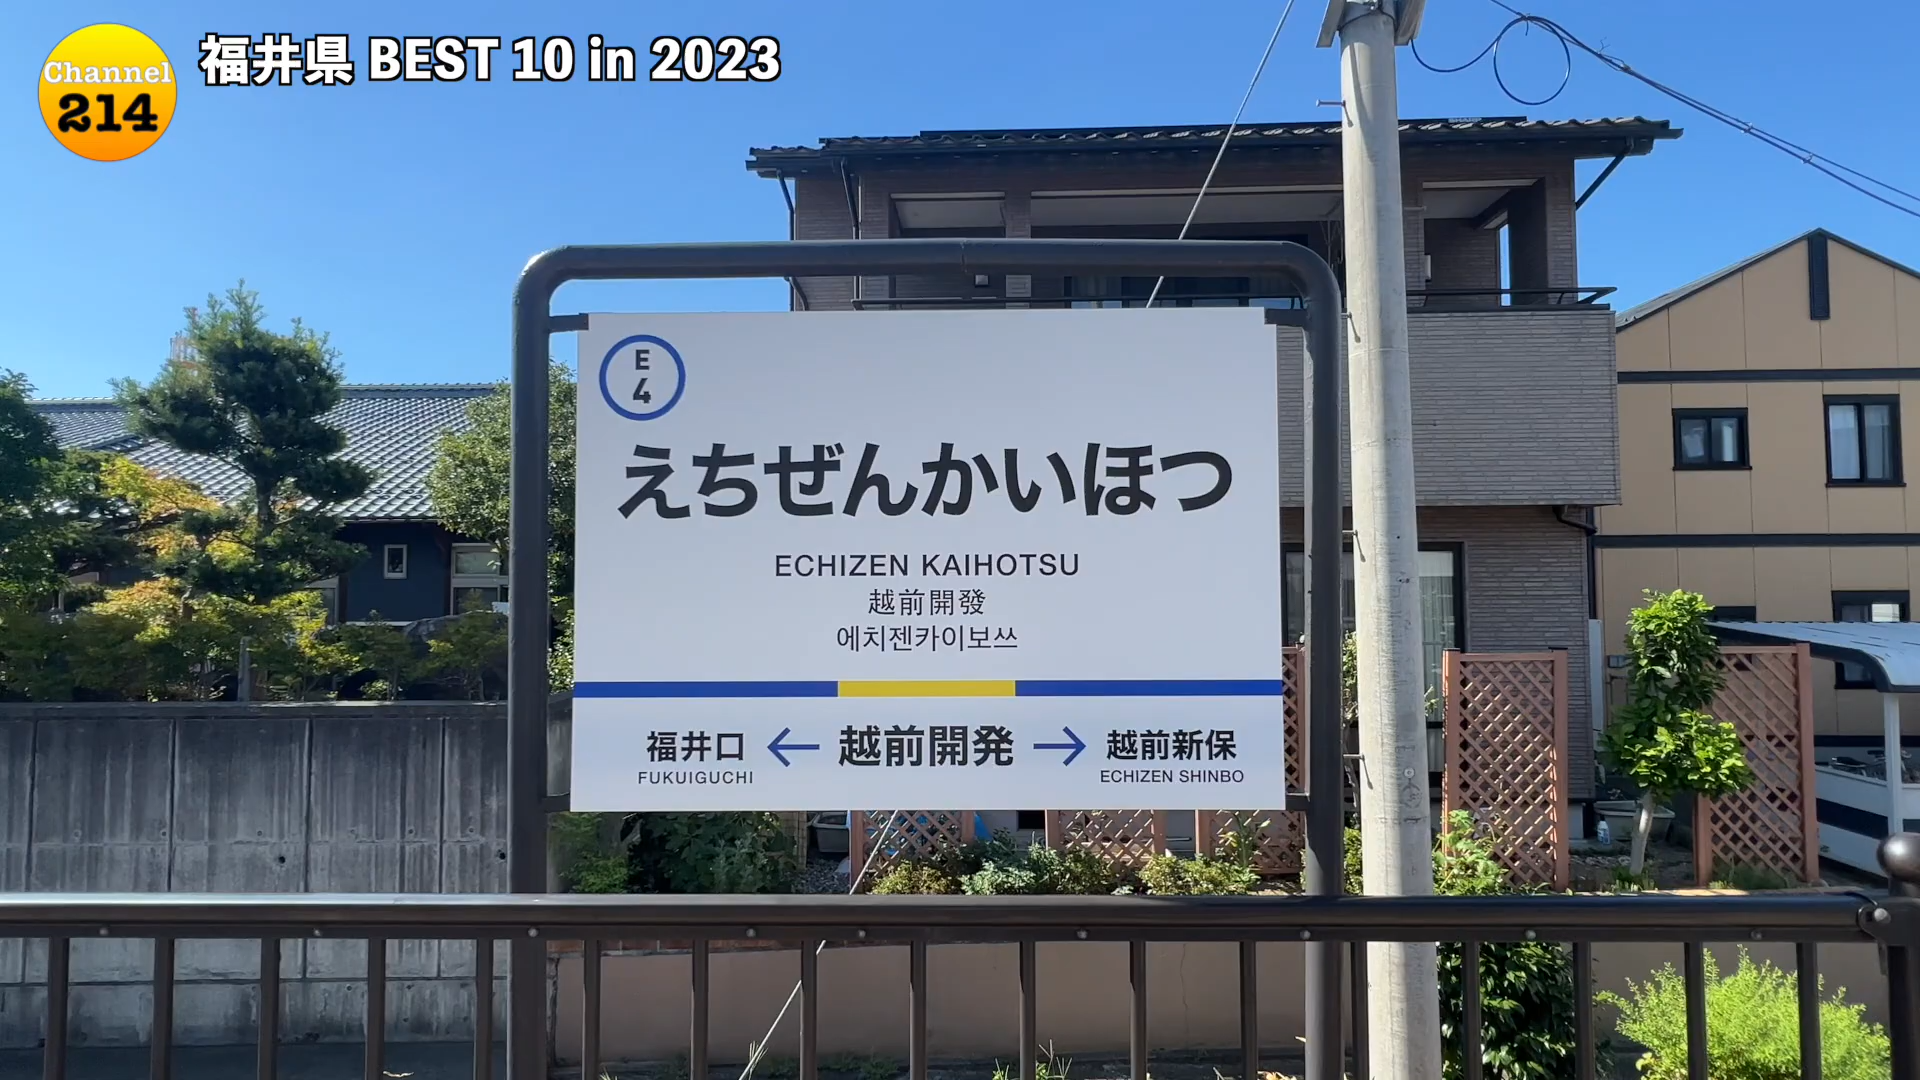 Channel
214
福井県 BEST 10 in 2023
E
4
えちぜんかいほつ
ECHIZEN KAIHOTSU
越前開發
에치젠카이보쓰
福井口 ← 越前開発 → 越前新保
FUKUIGUCHI ECHIZEN SHINBO